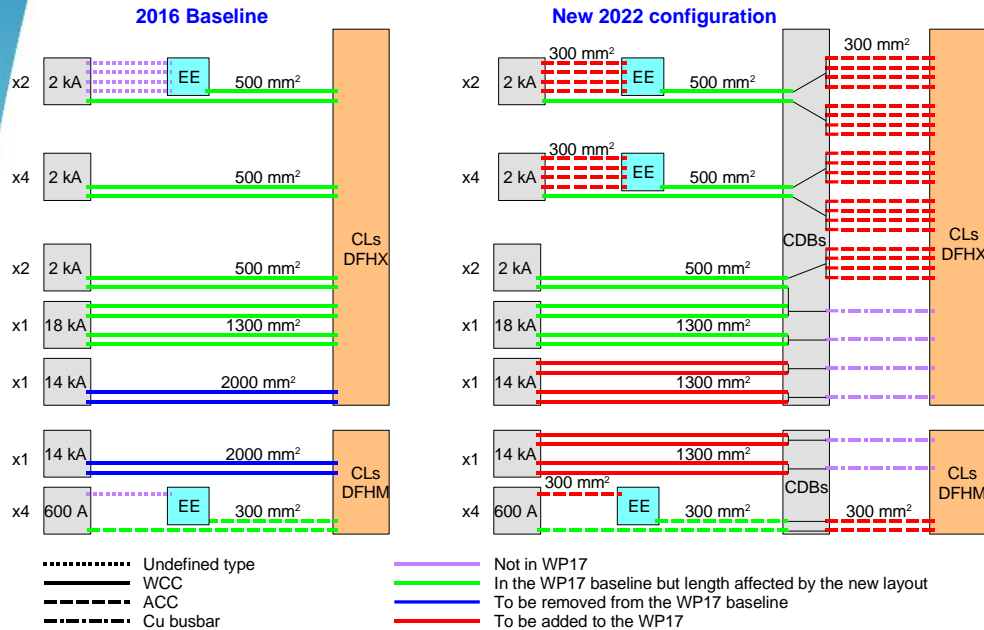 2016 Baseline
x2 2 kA EE 500 mm²
x4 2 kA 500 mm²
x2 2 kA 500 mm²
x1 18 kA 1300 mm²
x1 14 kA 2000 mm²
CLs
DFHX
x1 14 kA 2000 mm²
x4 600 A EE 300 mm²
CLs
DFHM
New 2022 configuration
x2 2 kA 300 mm² EE 500 mm² 300 mm²
x4 2 kA 300 mm² EE 500 mm²
x2 2 kA 500 mm²
x1 18 kA 1300 mm²
x1 14 kA 1300 mm²
CDBs
CLs
DFHX
x1 14 kA 1300 mm²
x4 600 A 300 mm² EE 300 mm² 300 mm²
CDBs
CLs
DFHM
Undefined type
WCC
ACC
Cu busbar
Not in WP17
In the WP17 baseline but length affected by the new layout
To be removed from the WP17 baseline
To be added to the WP17